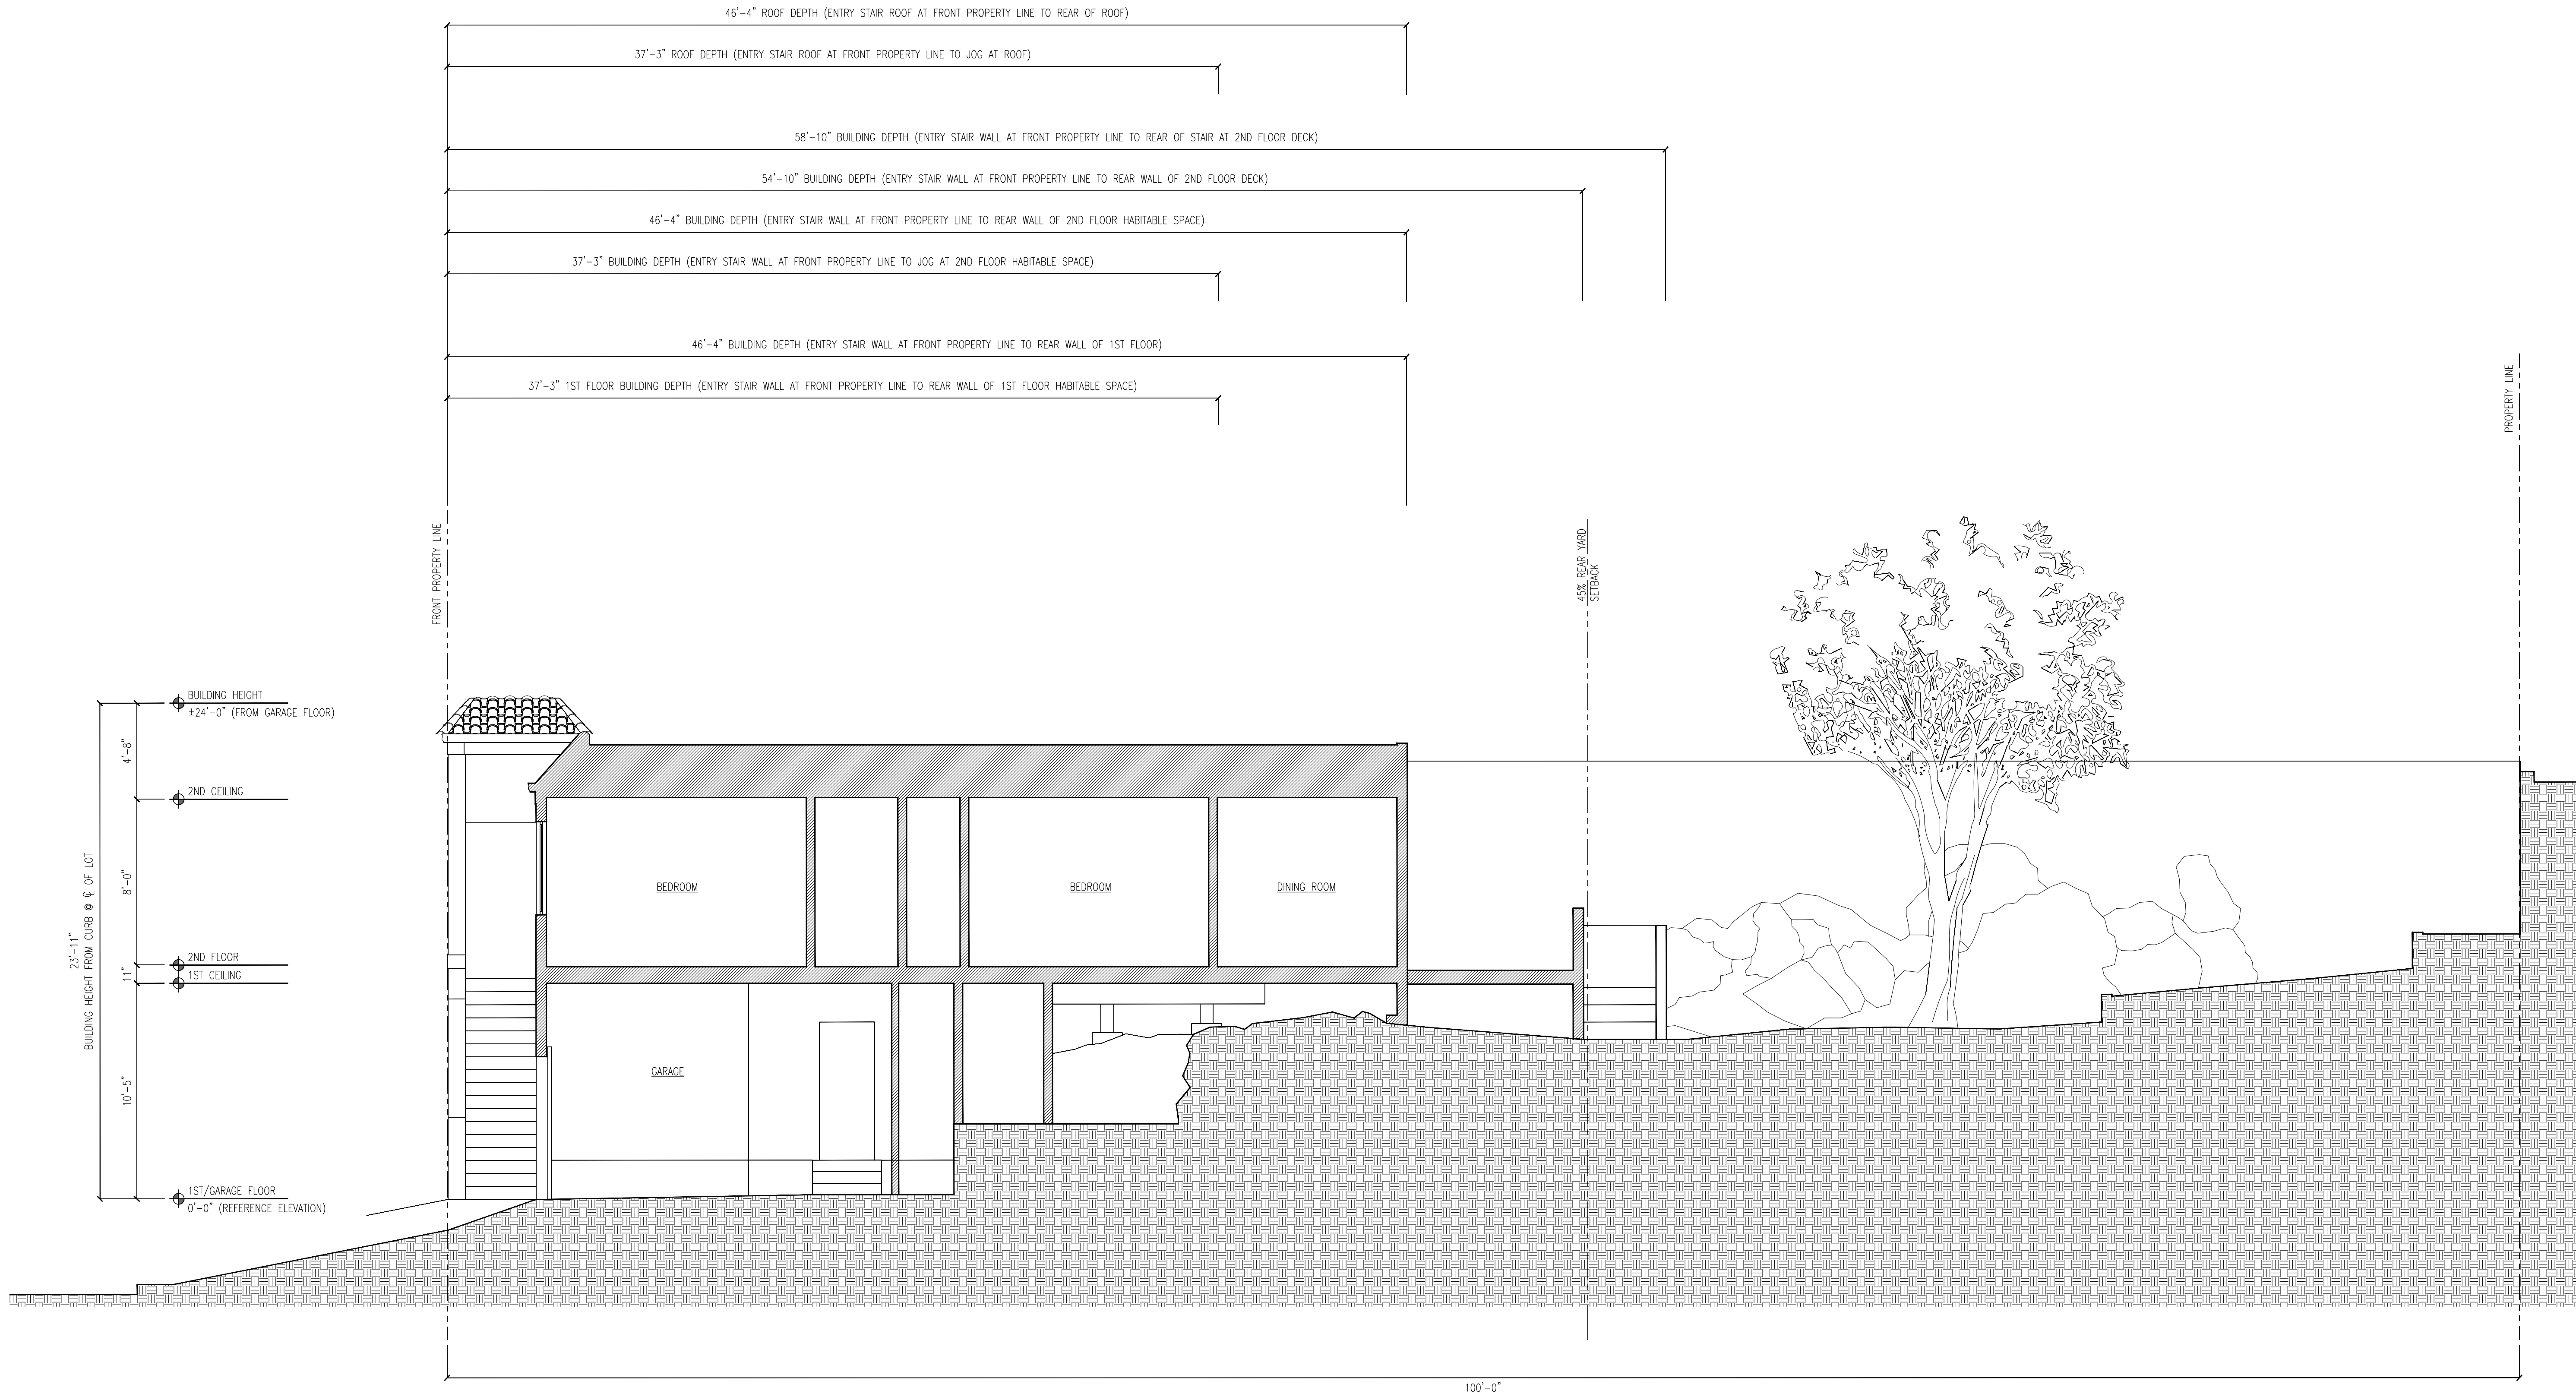 46'-4" ROOF DEPTH (ENTRY STAIR ROOF AT FRONT PROPERTY LINE TO REAR OF ROOF)
37'-3" ROOF DEPTH (ENTRY STAIR ROOF AT FRONT PROPERTY LINE TO JOG AT ROOF)
58'-10" BUILDING DEPTH (ENTRY STAIR WALL AT FRONT PROPERTY LINE TO REAR OF STAIR AT 2ND FLOOR DECK)
54'-10" BUILDING DEPTH (ENTRY STAIR WALL AT FRONT PROPERTY LINE TO REAR WALL OF 2ND FLOOR DECK)
46'-4" BUILDING DEPTH (ENTRY STAIR WALL AT FRONT PROPERTY LINE TO REAR WALL OF 2ND FLOOR HABITABLE SPACE)
37'-3" BUILDING DEPTH (ENTRY STAIR WALL AT FRONT PROPERTY LINE TO JOG AT 2ND FLOOR HABITABLE SPACE)
46'-4" BUILDING DEPTH (ENTRY STAIR WALL AT FRONT PROPERTY LINE TO REAR WALL OF 1ST FLOOR)
37'-3" 1ST FLOOR BUILDING DEPTH (ENTRY STAIR WALL AT FRONT PROPERTY LINE TO REAR WALL OF 1ST FLOOR HABITABLE SPACE)
PROPERTY LINE
FRONT PROPERTY LINE
45% REAR YARD
SETBACK
BUILDING HEIGHT
±24'-0" (FROM GARAGE FLOOR)
4'-8"
2ND CEILING
8'-0"
23'-11"
BUILDING HEIGHT FROM CURB @ ℄ OF LOT
BEDROOM
BEDROOM
DINING ROOM
2ND FLOOR
11"
1ST CEILING
GARAGE
10'-5"
1ST/GARAGE FLOOR
0'-0" (REFERENCE ELEVATION)
100'-0"